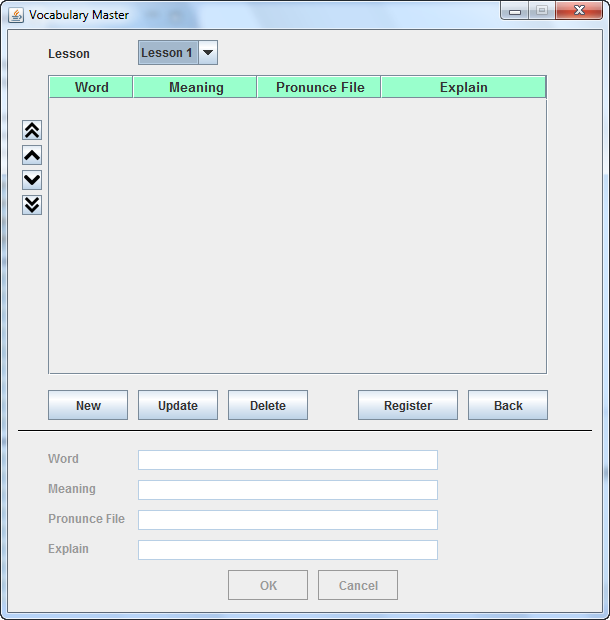 Vocabulary Master
Lesson Lesson 1
Word Meaning Pronunce File Explain
New Update Delete Register Back
Word
Meaning
Pronunce File
Explain
OK Cancel